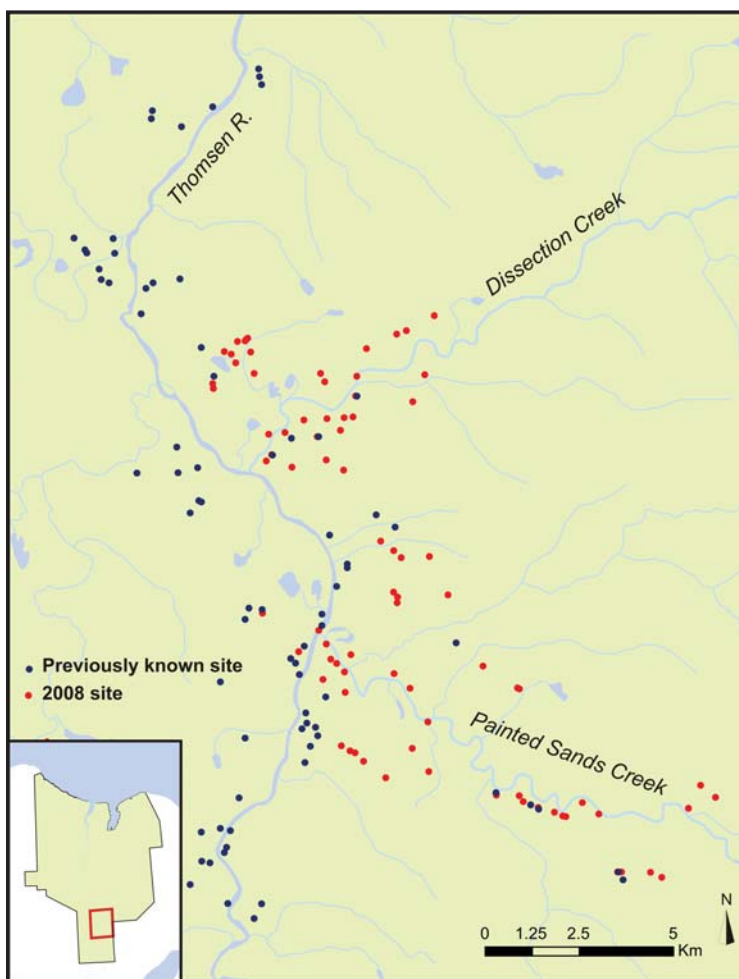 Thomsen R.
Dissection Creek
Previously known site
2008 site
Painted Sands Creek
N
0 1.25 2.5 5
Km